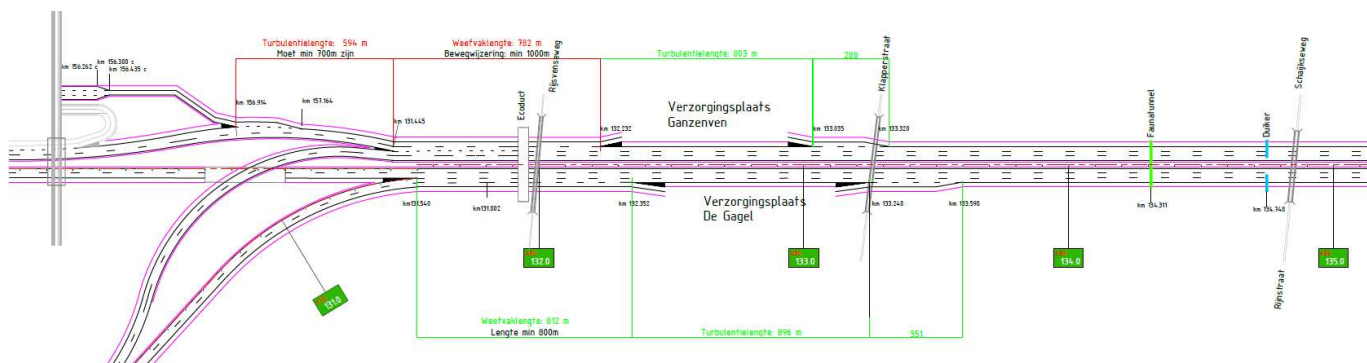 Turbulentielengte: 594 m
Moet min 700m zijn
Weefvaklengte: 782 m
Bewegwijzering: min 1000m
Turbulentielengte: 803 m
288
km 156.262 c
km 156.300 c
km 156.435 c
km 156.914
km 157.164
km 131.445
Ecoduct
Rijsvenseweg
km 132.232
Verzorgingsplaats
Ganzenven
km 133.035
Klapperstraat
km 133.320
Faunatunnel
Duiker
Schaijkseweg
km131.540
km131.802
km 132.352
Verzorgingsplaats
De Gagel
km 133.248
km 133.598
km 134.311
km 134.748
131.0
132.0
133.0
134.0
135.0
Rijnstraat
Weefvaklengte: 812 m
Lengte min 800m
Turbulentielengte: 896 m
351